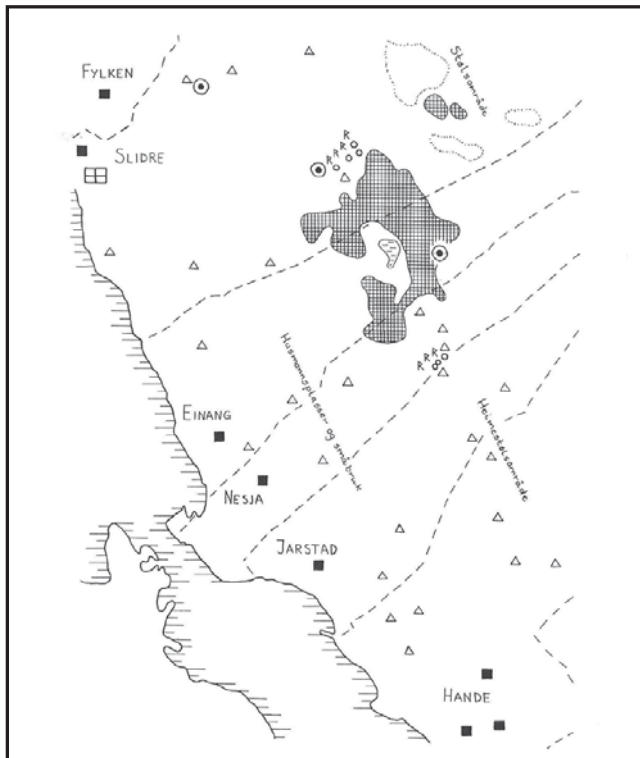 FYLKEN
Stølsområde
SLIDRE
R
R
R
R
R
R
R
Husmannsplasser og småbruk
Heimestølsområde
EINANG
NESJA
JARSTAD
HANDE